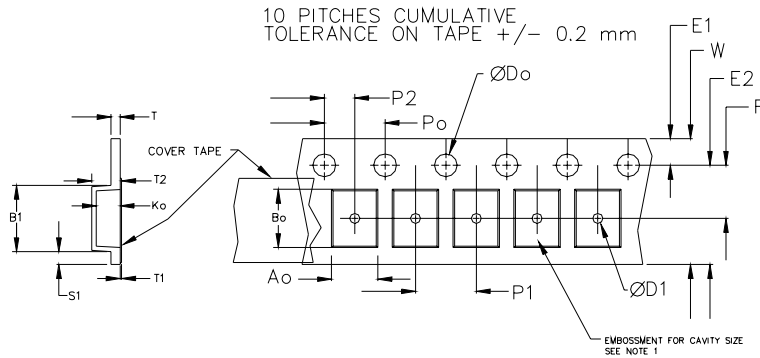 10 PITCHES CUMULATIVE
TOLERANCE ON TAPE +/- 0.2 mm
E1
W
E2
F
ØDo
P2
Po
T
COVER TAPE
T2
Ko
B1
Bo
S1
T1
Ao
P1
ØD1
EMBOSSMENT FOR CAVITY SIZE
SEE NOTE 1